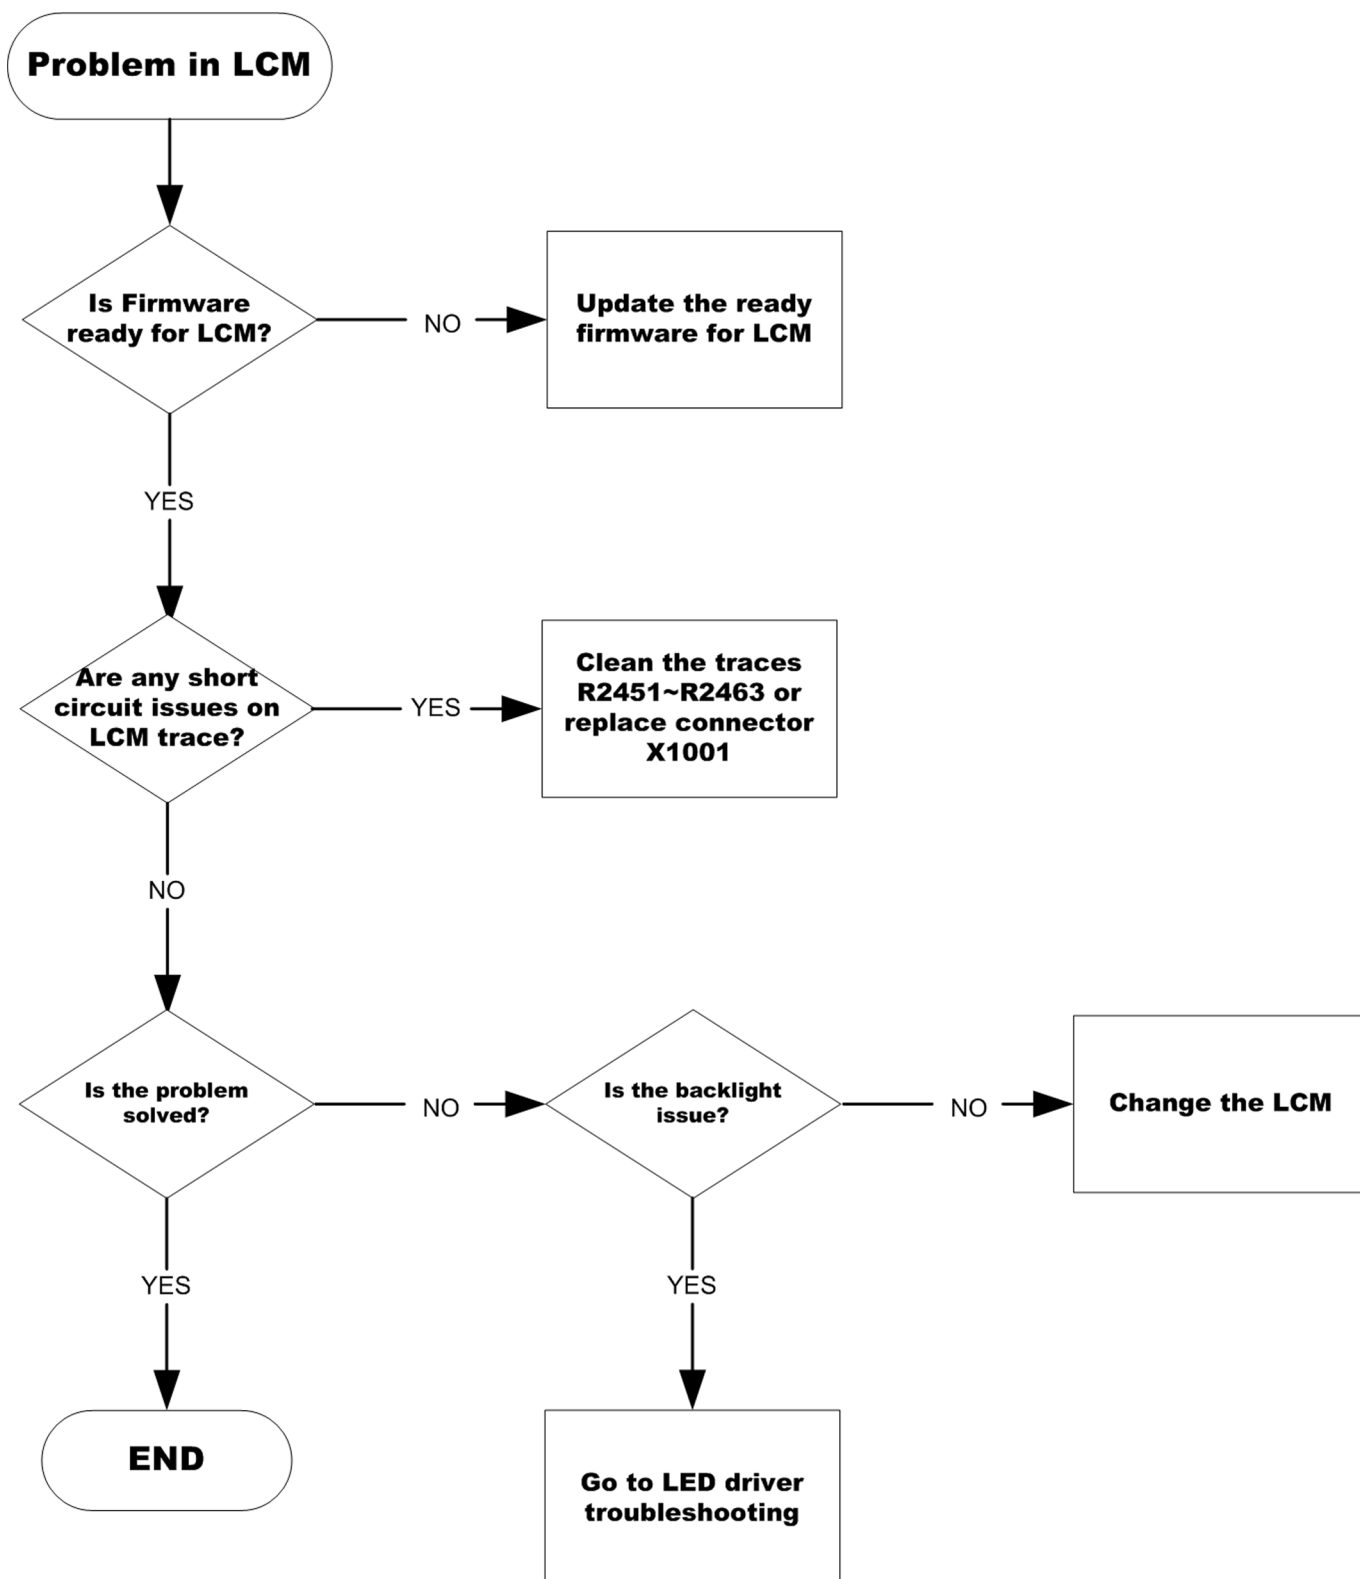 Problem in LCM
Is Firmware
ready for LCM?
NO
Update the ready
firmware for LCM
YES
Are any short
circuit issues on
LCM trace?
YES
Clean the traces
R2451~R2463 or
replace connector
X1001
NO
Is the problem
solved?
NO
Is the backlight
issue?
NO
Change the LCM
YES
YES
END
Go to LED driver
troubleshooting